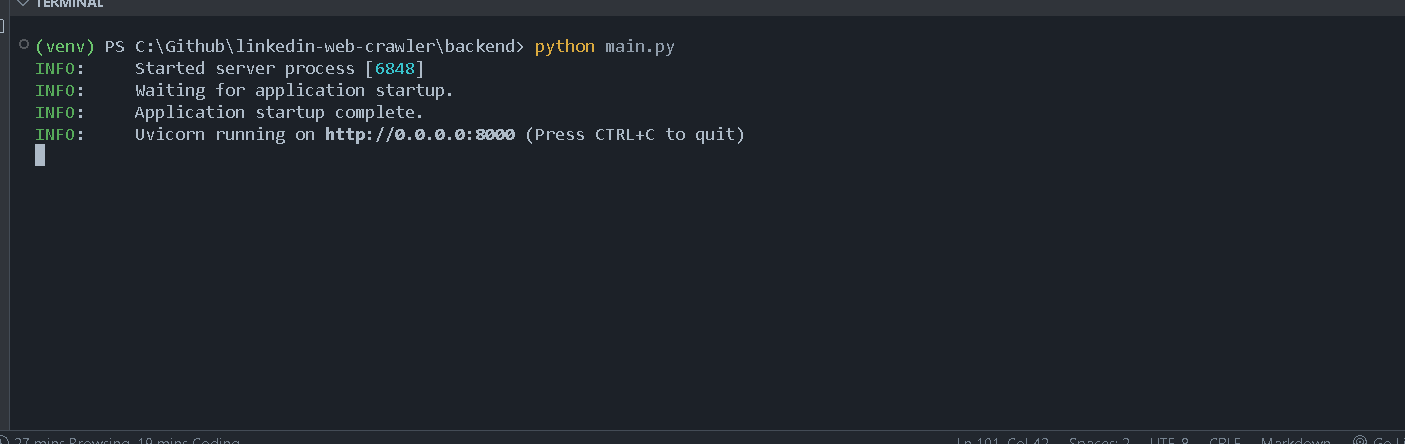 TERMINAL
(venv) PS C:\Github\linkedin-web-crawler\backend> python main.py
INFO:     Started server process [6848]
INFO:     Waiting for application startup.
INFO:     Application startup complete.
INFO:     Uvicorn running on http://0.0.0.0:8000 (Press CTRL+C to quit)
27 mins Browsing, 19 mins Coding Ln 101, Col 42 Spaces: 2 UTF-8 CRLF Markdown Go Li